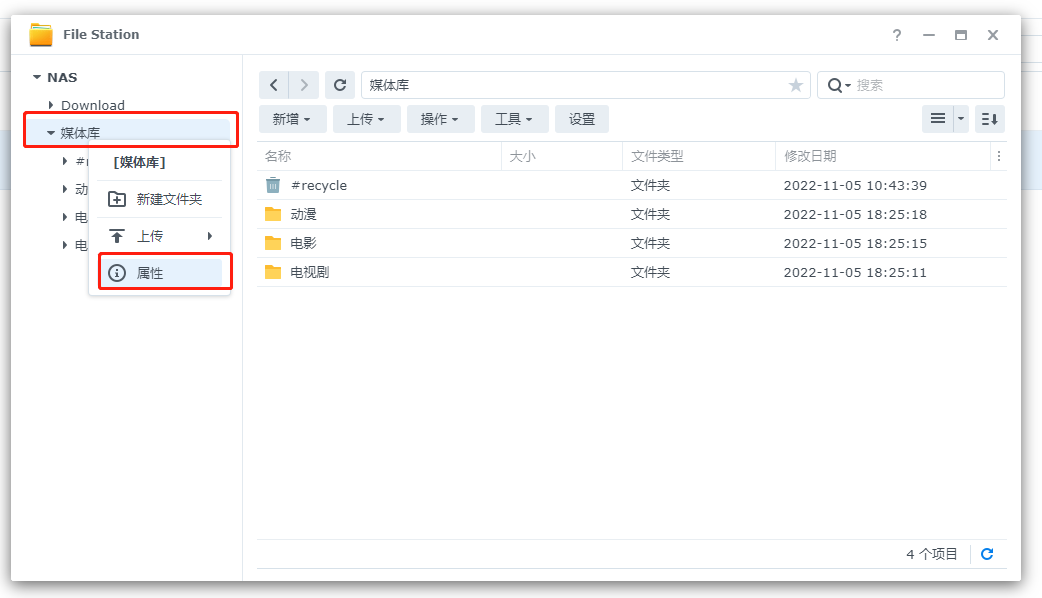 File Station
NAS
Download
媒体库
动
电
电
[媒体库]
新建文件夹
上传
属性
媒体库
搜索
新增
上传
操作
工具
设置
名称 大小 文件类型 修改日期
#recycle 文件夹 2022-11-05 10:43:39
动漫 文件夹 2022-11-05 18:25:18
电影 文件夹 2022-11-05 18:25:15
电视剧 文件夹 2022-11-05 18:25:11
4 个项目